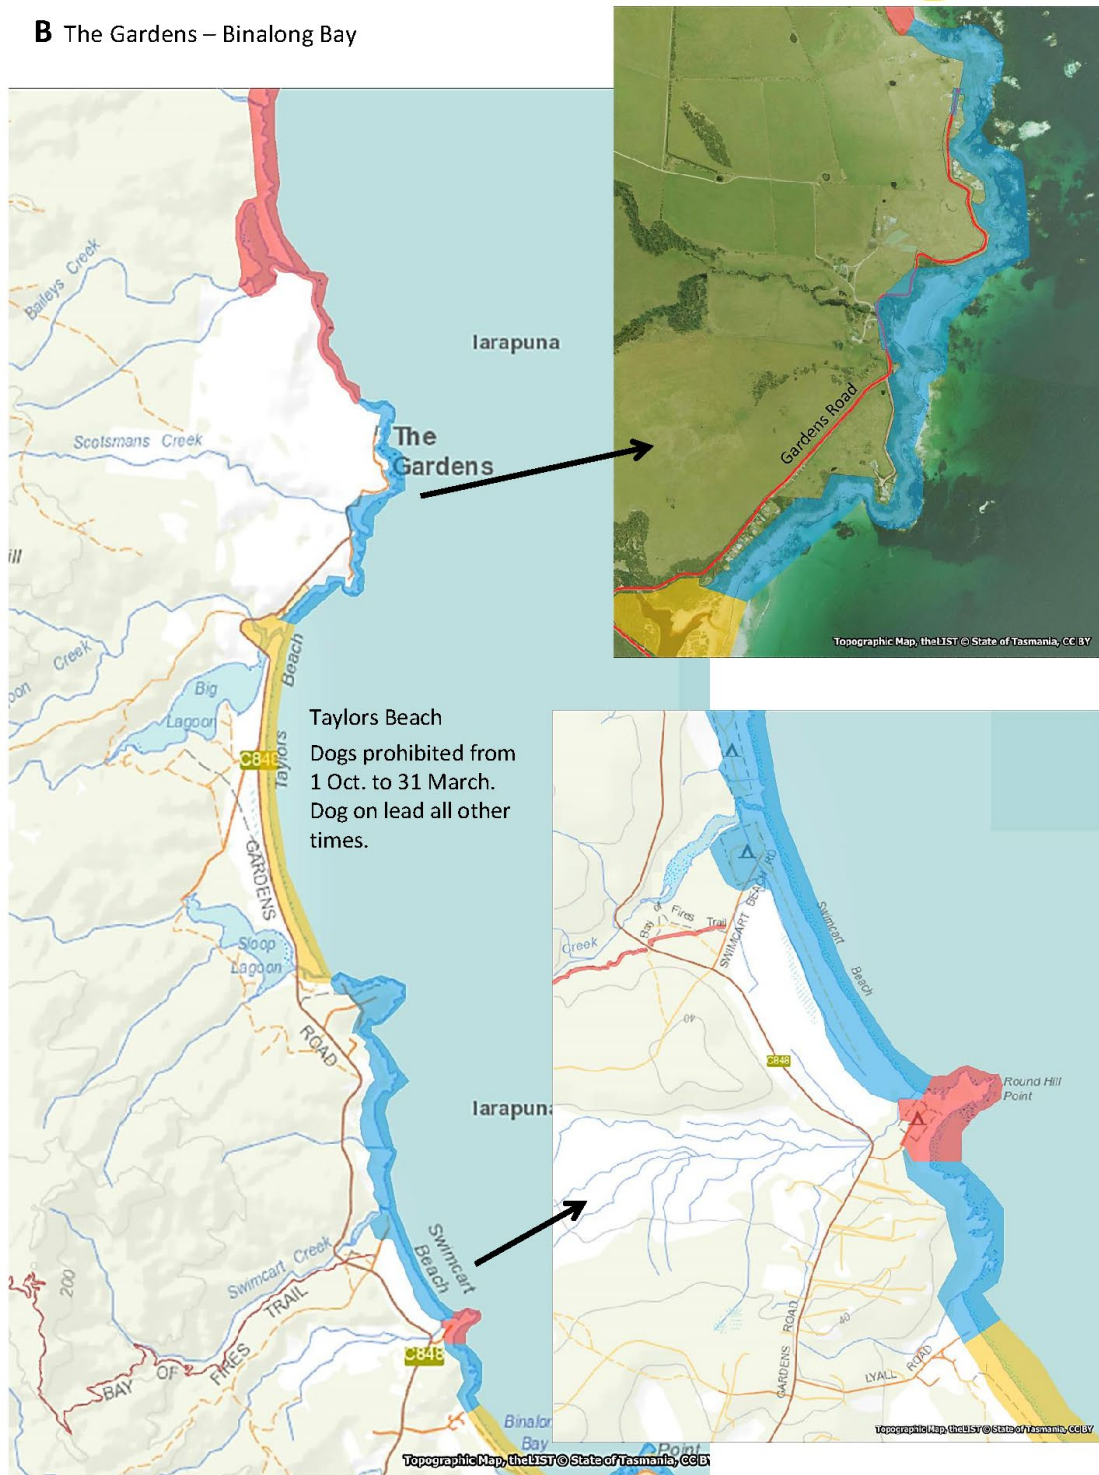 B The Gardens – Binalong Bay
Baileys Creek
larapuna
Scotsmans Creek
The
Gardens
ill
Creek
Big
Lagoon
Taylors Beach
C848
GARDENS
ROAD
Taylors Beach
Dogs prohibited from
1 Oct. to 31 March.
Dog on lead all other
times.
Sloop
Lagoon
larapuna
Swimcart
Beach
Swimcart Creek
200
BAY OF FIRES TRAIL
C848
Bay
Point
Topographic Map, theLIST © State of Tasmania, CC BY
Gardens Road
Topographic Map, theLIST © State of Tasmania, CC BY
Swimcart Beach
SWIMCART BEACH RD
Bay of Fires Trail
Creek
40
C848
Round Hill
Point
GARDENS ROAD
40
LYALL ROAD
Topographic Map, theLIST © State of Tasmania, CC BY